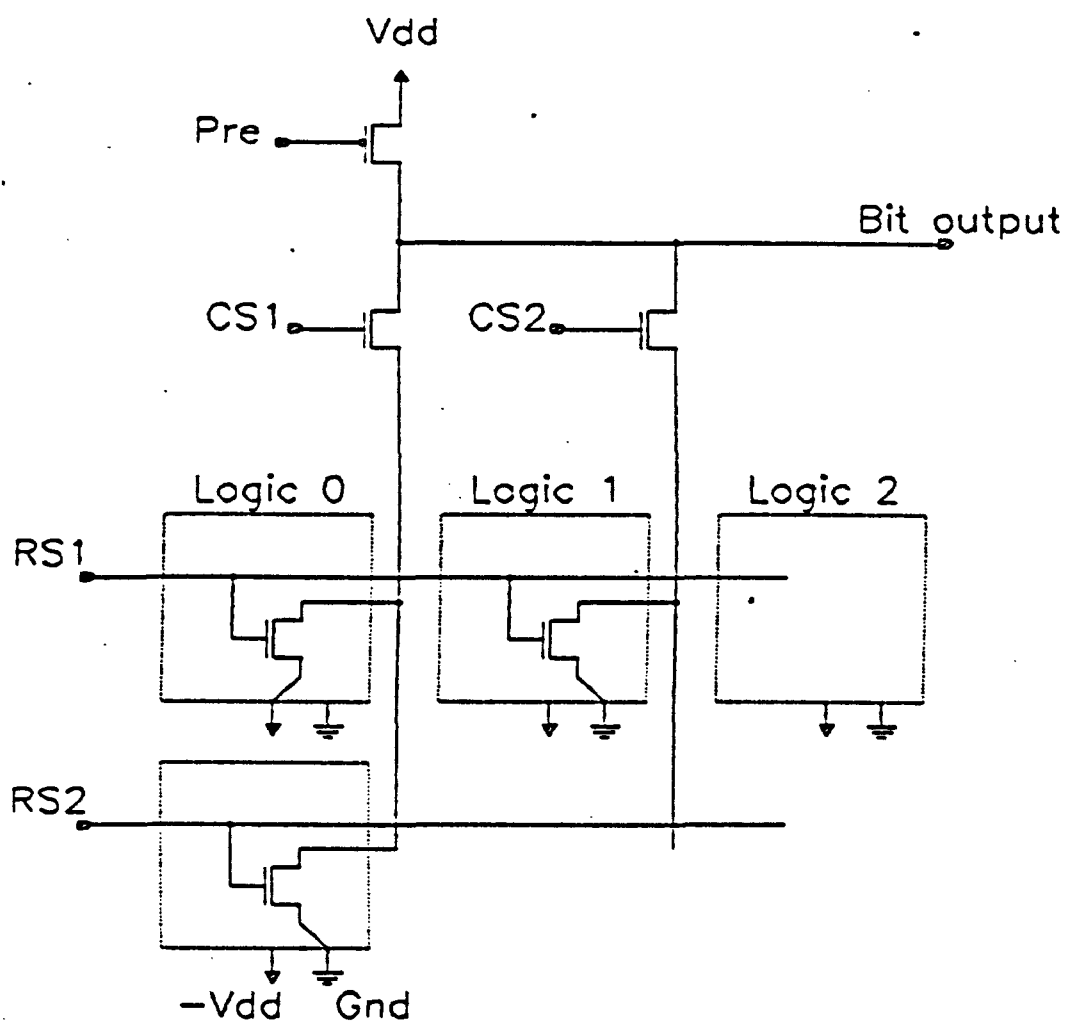 Vdd
Pre
Bit output
CS1
CS2
Logic 0
Logic 1
Logic 2
RS1
RS2
-Vdd
Gnd